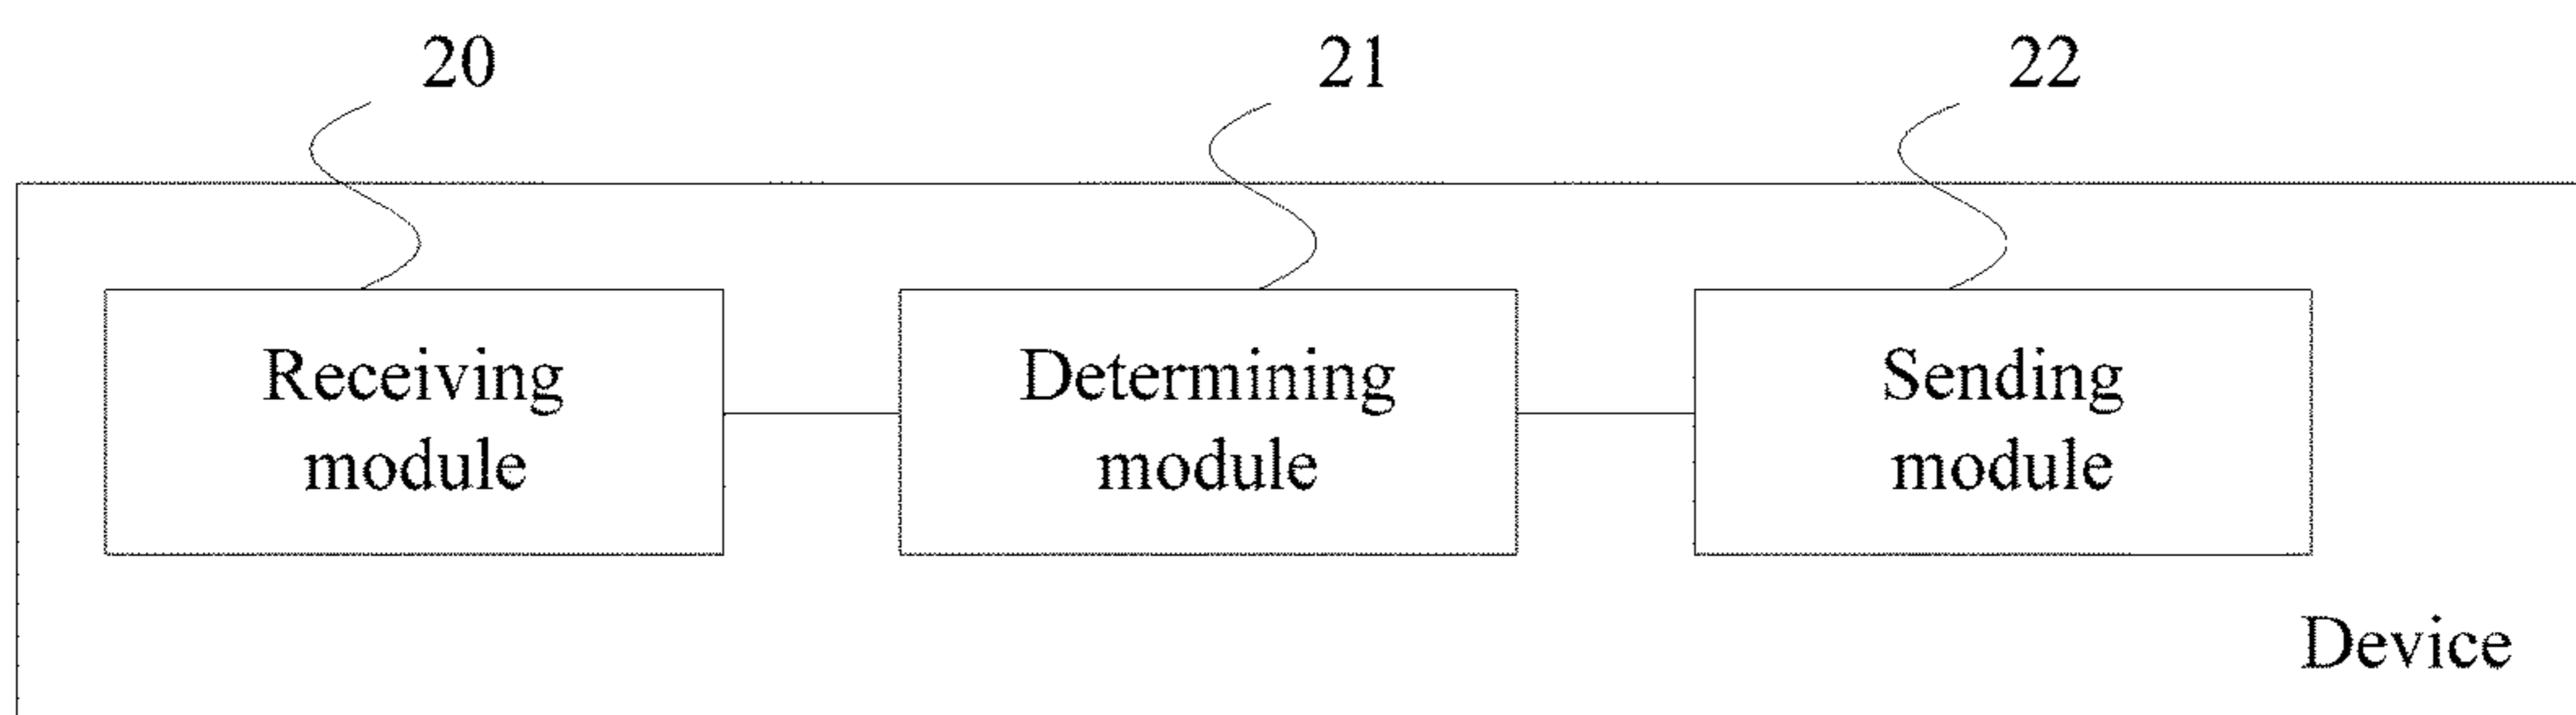 20
21
22
Receiving
module
Determining
module
Sending
module
Device